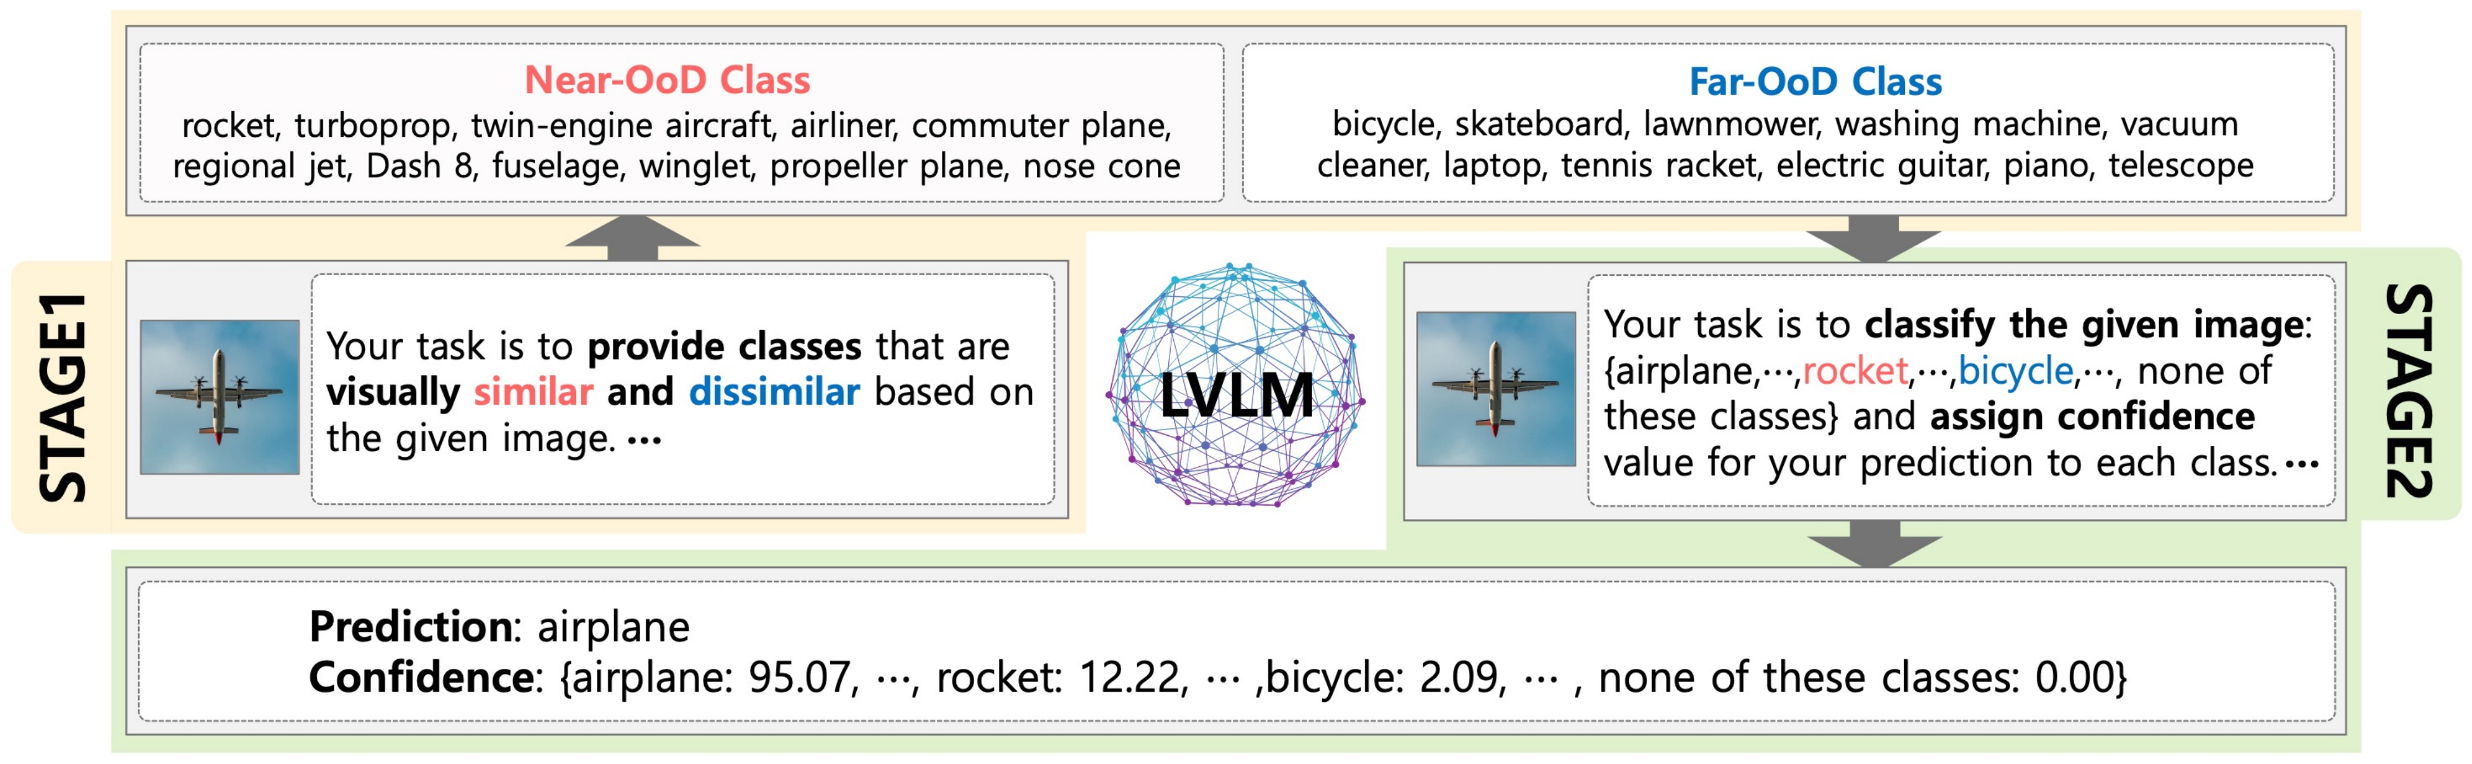 Near-OoD Class
rocket, turboprop, twin-engine aircraft, airliner, commuter plane,
regional jet, Dash 8, fuselage, winglet, propeller plane, nose cone
Far-OoD Class
bicycle, skateboard, lawnmower, washing machine, vacuum
cleaner, laptop, tennis racket, electric guitar, piano, telescope
STAGE1
Your task is to provide classes that are
visually similar and dissimilar based on
the given image. ···
LVLM
Your task is to classify the given image:
{airplane,···,rocket,···,bicycle,···, none of
these classes} and assign confidence
value for your prediction to each class. ···
STAGE2
Prediction: airplane
Confidence: {airplane: 95.07, ···, rocket: 12.22, ··· ,bicycle: 2.09, ··· , none of these classes: 0.00}